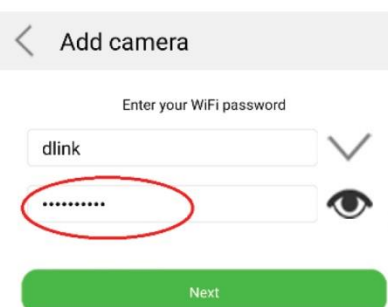 Add camera
Enter your WiFi password
dlink
••••••••••
Next